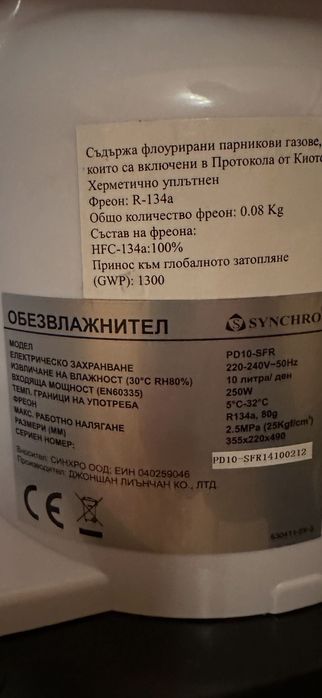 Съдържа флоурирани парникови газове,
които са включени в Протокола от Киото
Херметично уплътнен
Фреон: R-134a
Общо количество фреон: 0.08 Kg
Състав на фреона:
HFC-134a:100%
Принос към глобалното затопляне
(GWP): 1300
ОБЕЗВЛАЖНИТЕЛ SYNCHRO
МОДЕЛ PD10-SFR
ЕЛЕКТРИЧЕСКО ЗАХРАНВАНЕ 220-240V~50Hz
ИЗВЛИЧАНЕ НА ВЛАЖНОСТ (30°C RH80%) 10 литра/ ден
ВХОДЯЩА МОЩНОСТ (EN60335) 250W
ТЕМП. ГРАНИЦИ НА УПОТРЕБА 5°C-32°C
ФРЕОН R134a, 80g
МАКС. РАБОТНО НАЛЯГАНЕ 2.5MPa (25Kgf/cm²)
РАЗМЕРИ (ММ) 355x220x490
СЕРИЕН НОМЕР: PD10-SFR14100212
Вносител: СИНХРО ООД; ЕИН 040259046
Производител: ДЖОНШАН ЛИЪНЧАН КО., ЛТД
CE